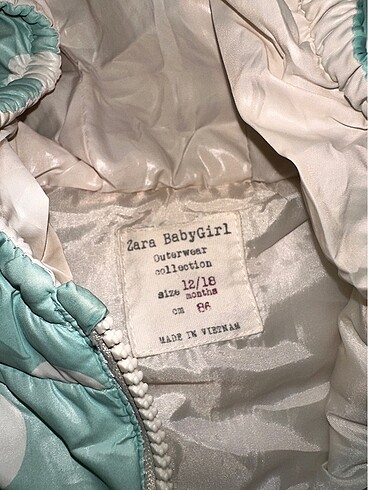 Zara BabyGirl
Outerwear
collection
size 12/18
months
cm 86
MADE IN VIETNAM